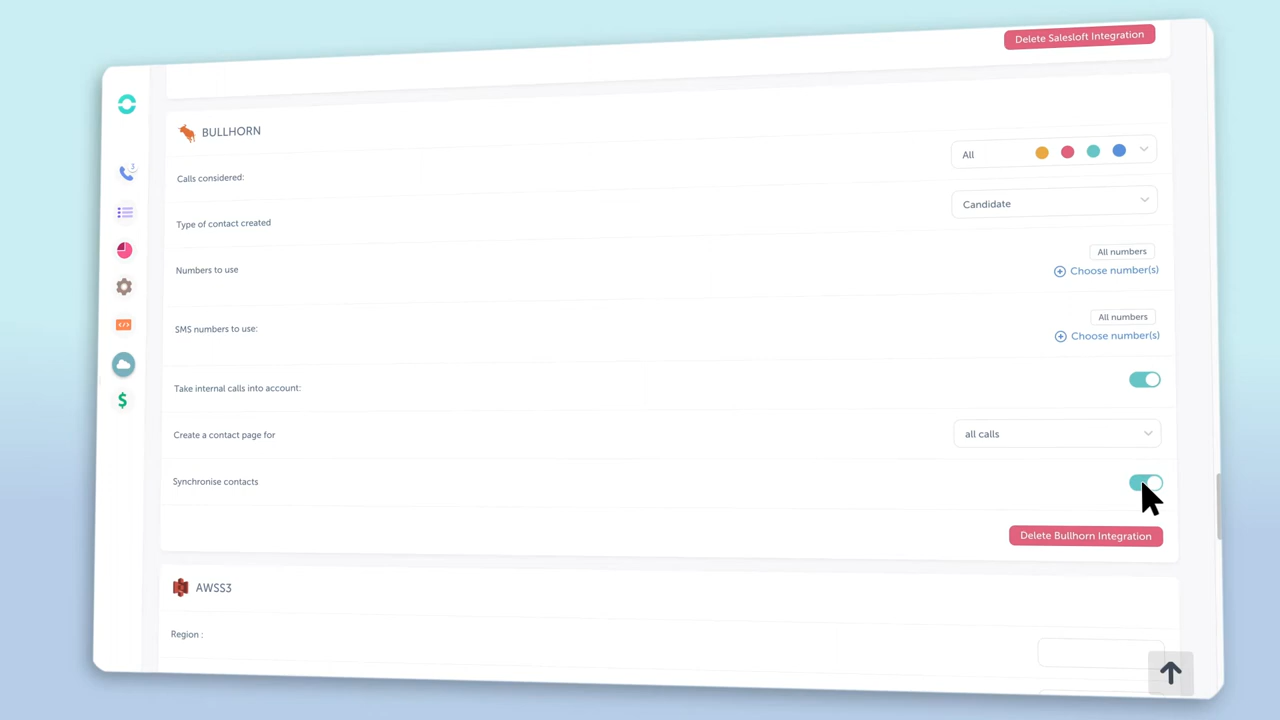 Delete Salesloft Integration
BULLHORN
Calls considered:
All
Type of contact created
Candidate
Numbers to use
All numbers
Choose number(s)
SMS numbers to use:
All numbers
Choose number(s)
Take internal calls into account:
Create a contact page for
all calls
Synchronise contacts
Delete Bullhorn Integration
AWSS3
Region :
3
$